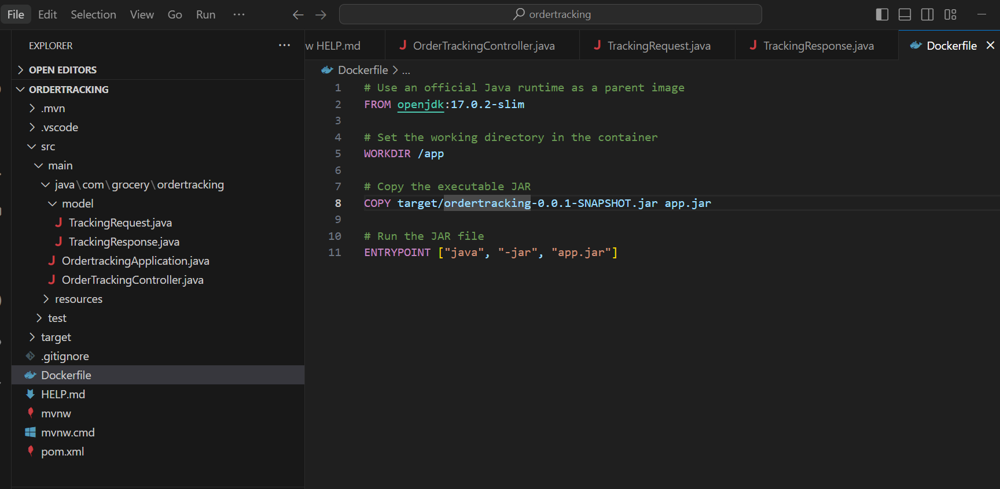 File Edit Selection View Go Run ···
ordertracking
EXPLORER ···
OPEN EDITORS
ORDERTRACKING
.mvn
.vscode
src
main
java\com\grocery\ordertracking
model
TrackingRequest.java
TrackingResponse.java
OrdertrackingApplication.java
OrderTrackingController.java
resources
test
target
.gitignore
Dockerfile
HELP.md
mvnw
mvnw.cmd
pom.xml
w HELP.md OrderTrackingController.java TrackingRequest.java TrackingResponse.java Dockerfile
Dockerfile > ...
1 # Use an official Java runtime as a parent image
2 FROM openjdk:17.0.2-slim
3
4 # Set the working directory in the container
5 WORKDIR /app
6
7 # Copy the executable JAR
8 COPY target/ordertracking-0.0.1-SNAPSHOT.jar app.jar
9
10 # Run the JAR file
11 ENTRYPOINT ["java", "-jar", "app.jar"]